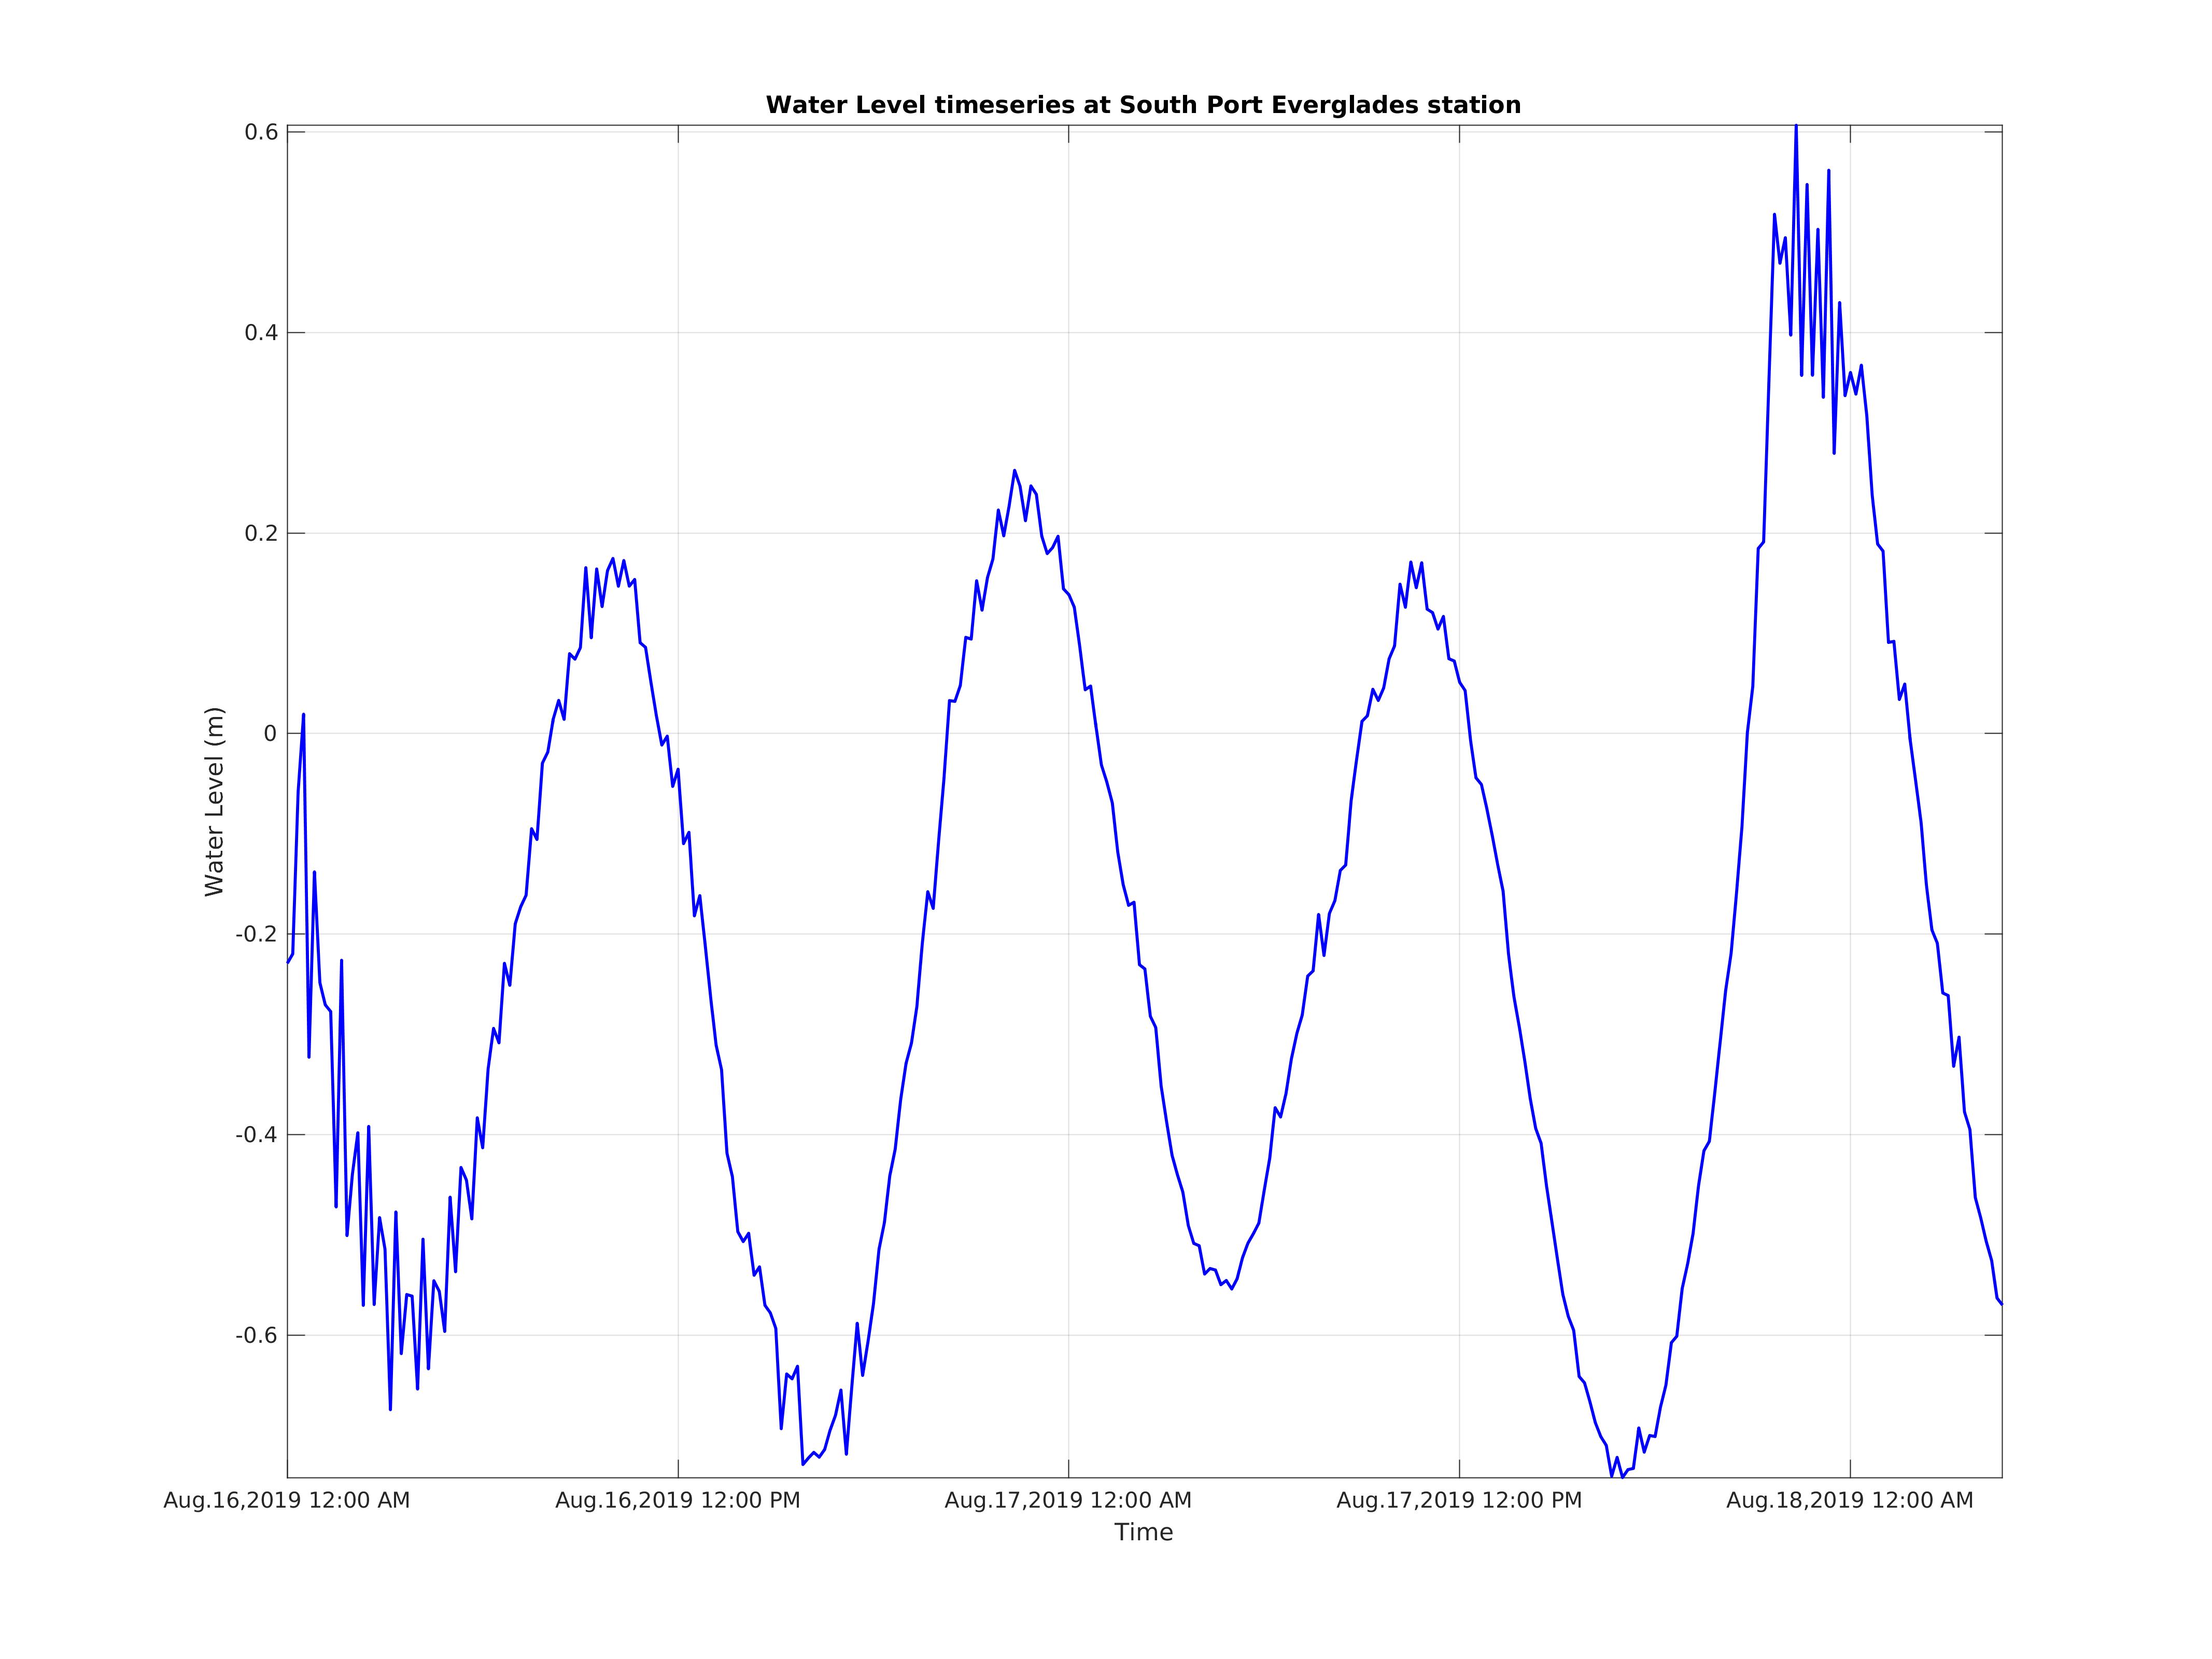 Water Level timeseries at South Port Everglades station
0.6
0.4
0.2
0
-0.2
-0.4
-0.6
Water Level (m)
Aug.16,2019 12:00 AM
Aug.16,2019 12:00 PM
Aug.17,2019 12:00 AM
Aug.17,2019 12:00 PM
Aug.18,2019 12:00 AM
Time